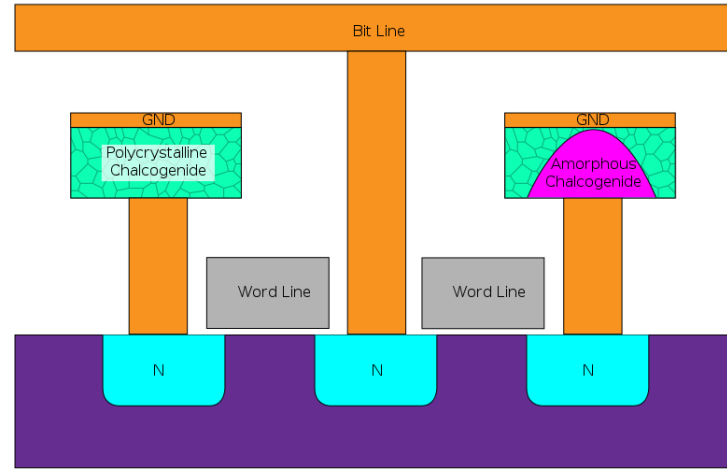 Bit Line
GND
GND
Polycrystalline
Chalcogenide
Amorphous
Chalcogenide
Word Line
Word Line
N
N
N